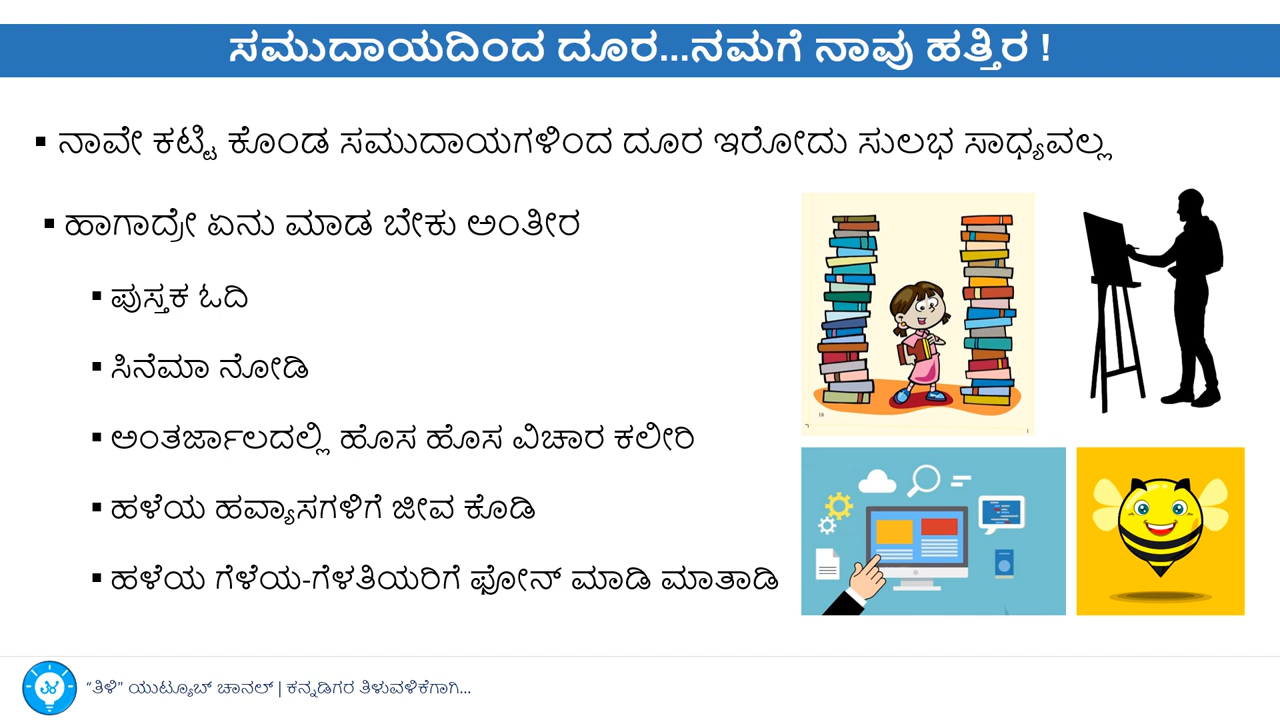 ಸಮುದಾಯದಿಂದ ದೂರ...ನಮಗೆ ನಾವು ಹತ್ತಿರ !
▪ ನಾವೇ ಕಟ್ಟಿ ಕೊಂಡ ಸಮುದಾಯಗಳಿಂದ ದೂರ ಇರೋದು ಸುಲಭ ಸಾಧ್ಯವಲ್ಲ
▪ ಹಾಗಾದ್ರೇ ಏನು ಮಾಡ ಬೇಕು ಅಂತೀರ
▪ ಪುಸ್ತಕ ಓದಿ
▪ ಸಿನೆಮಾ ನೋಡಿ
▪ ಅಂತರ್ಜಾಲದಲ್ಲಿ ಹೊಸ ಹೊಸ ವಿಚಾರ ಕಲೀರಿ
▪ ಹಳೆಯ ಹವ್ಯಾಸಗಳಿಗೆ ಜೀವ ಕೊಡಿ
▪ ಹಳೆಯ ಗೆಳೆಯ-ಗೆಳತಿಯರಿಗೆ ಫೋನ್ ಮಾಡಿ ಮಾತಾಡಿ
“ತಿಳಿ" ಯುಟ್ಯೂಬ್ ಚಾನಲ್ | ಕನ್ನಡಿಗರ ತಿಳುವಳಿಕೆಗಾಗಿ...